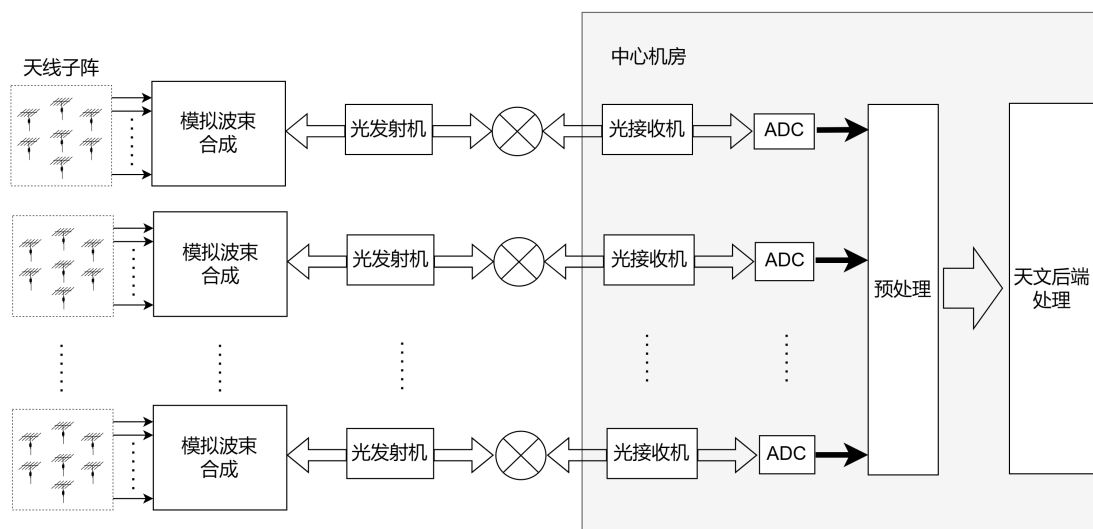 中心机房
天线子阵
模拟波束
合成
光发射机
光接收机
ADC
模拟波束
合成
光发射机
光接收机
ADC
预处理
天文后端
处理
模拟波束
合成
光发射机
光接收机
ADC